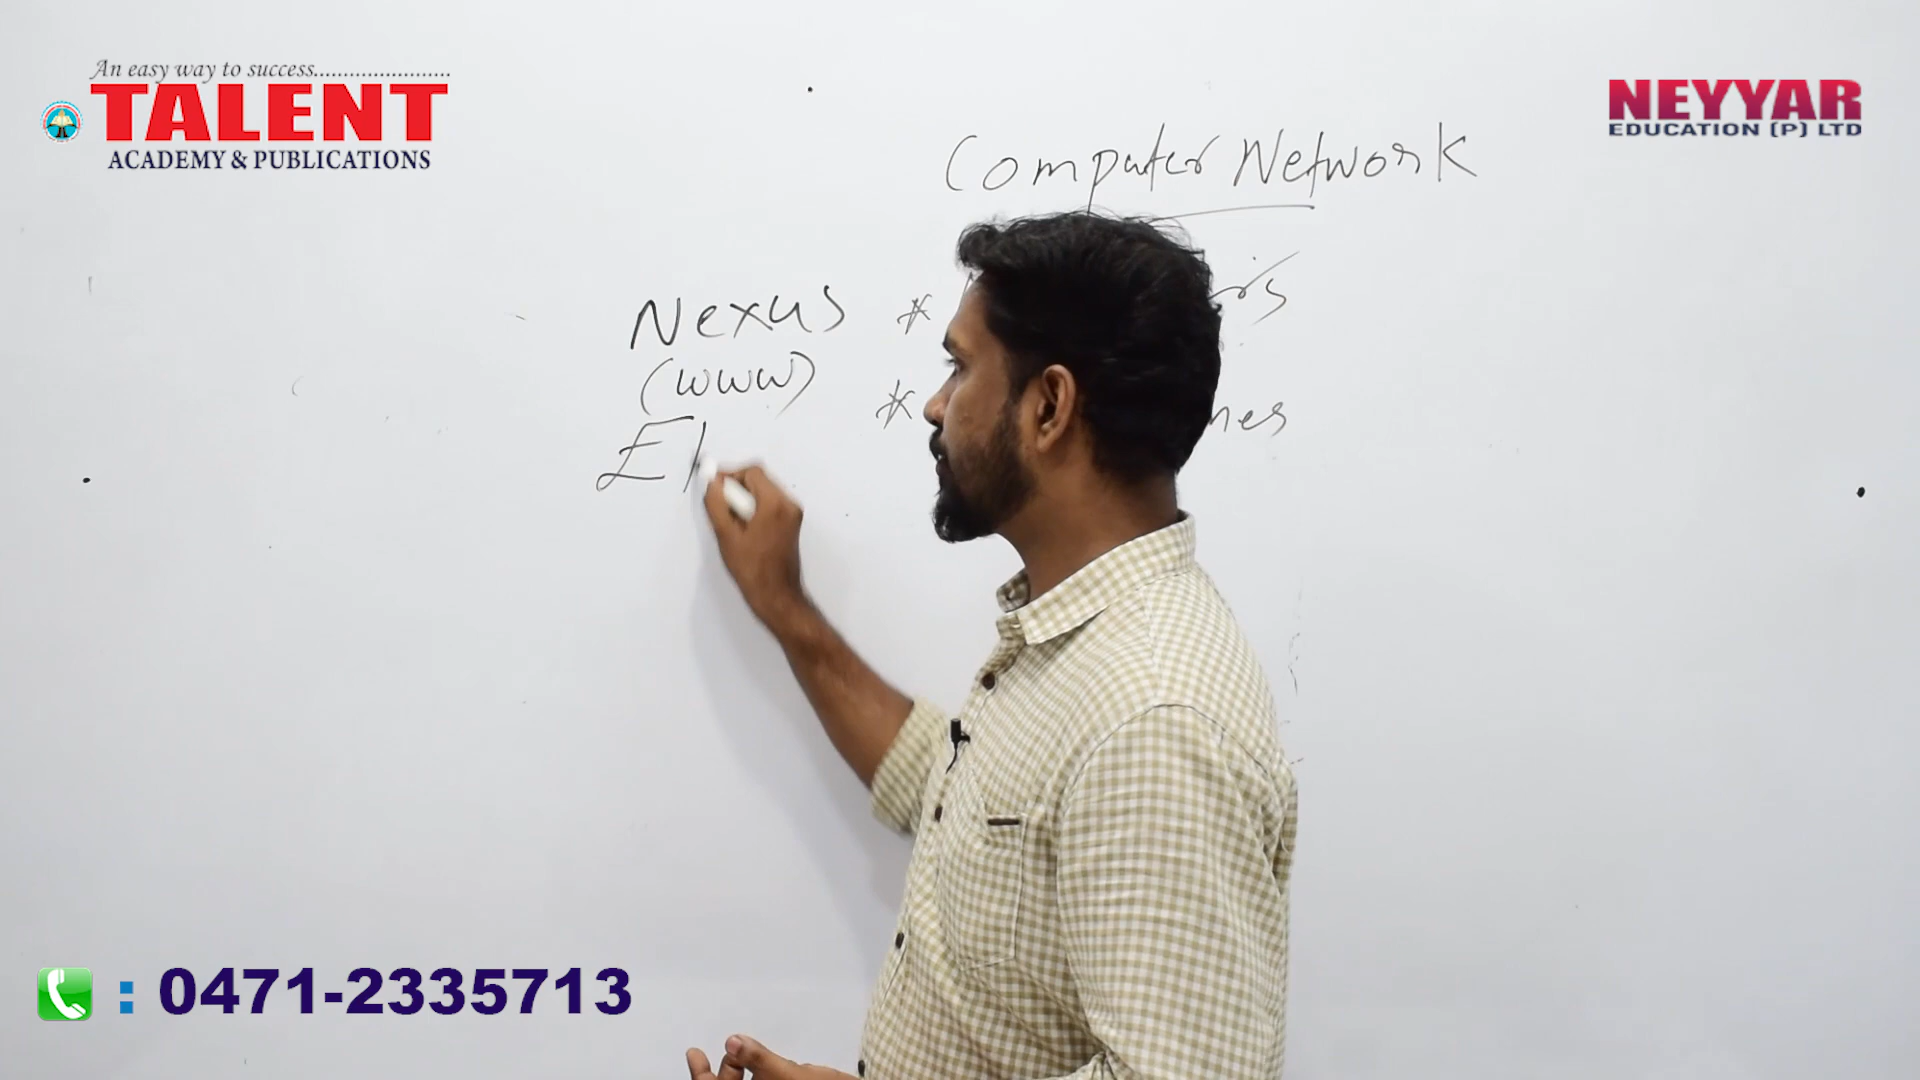 An easy way to success.......................
TALENT
ACADEMY & PUBLICATIONS
NEYYAR
EDUCATION (P) LTD
Computer Network
Nexus *
(WWW) *
El
: 0471-2335713